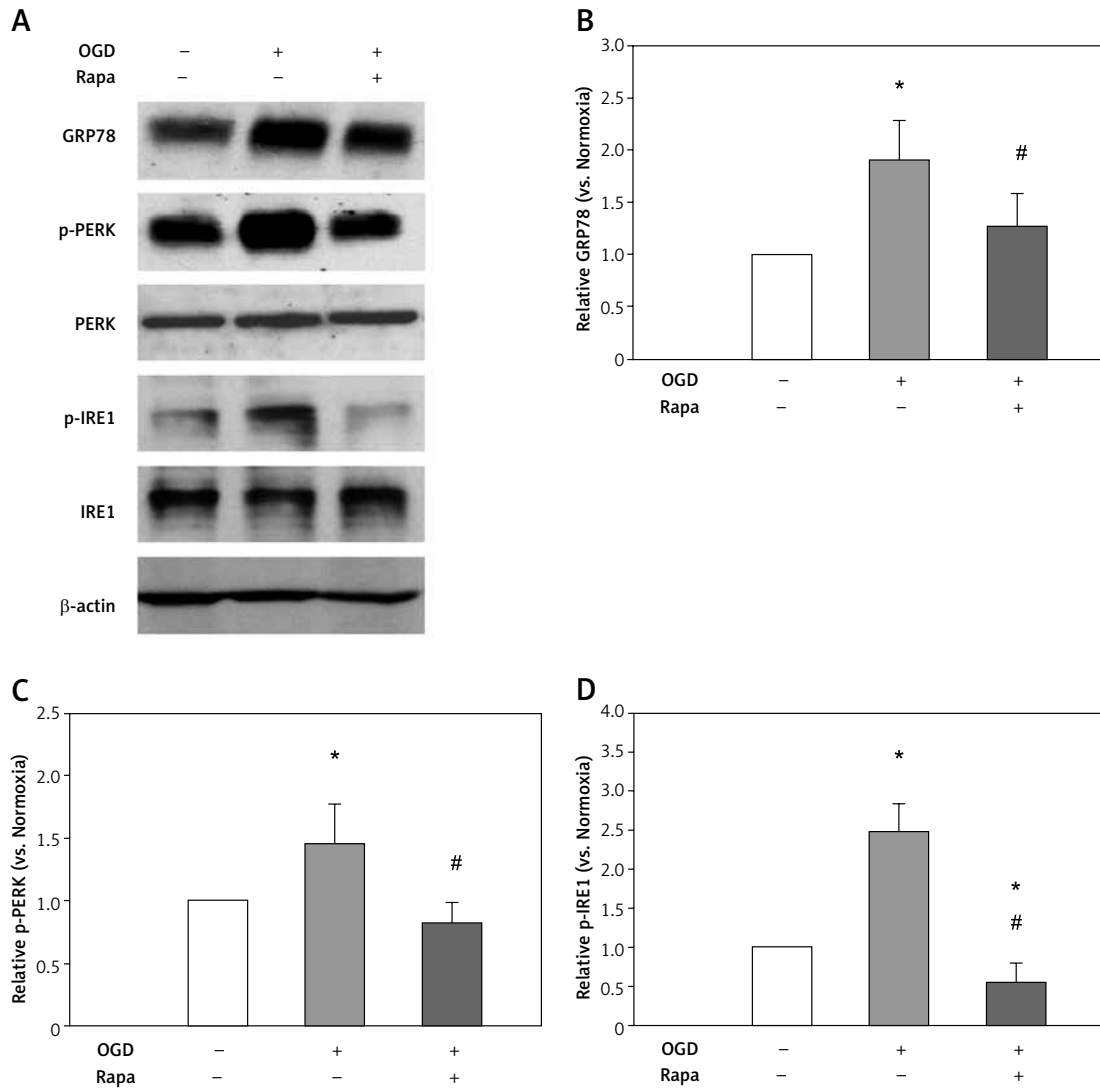 A
OGD – + +
Rapa – – +
GRP78
p-PERK
PERK
p-IRE1
IRE1
β-actin
B
Relative GRP78 (vs. Normoxia)
3.0
2.5
2.0
1.5
1.0
0.5
0
*
#
OGD – + +
Rapa – – +
C
Relative p-PERK (vs. Normoxia)
2.5
2.0
1.5
1.0
0.5
0
*
#
OGD – + +
Rapa – – +
D
Relative p-IRE1 (vs. Normoxia)
4.0
3.5
3.0
2.5
2.0
1.5
1.0
0.5
0
*
*
#
OGD – + +
Rapa – – +